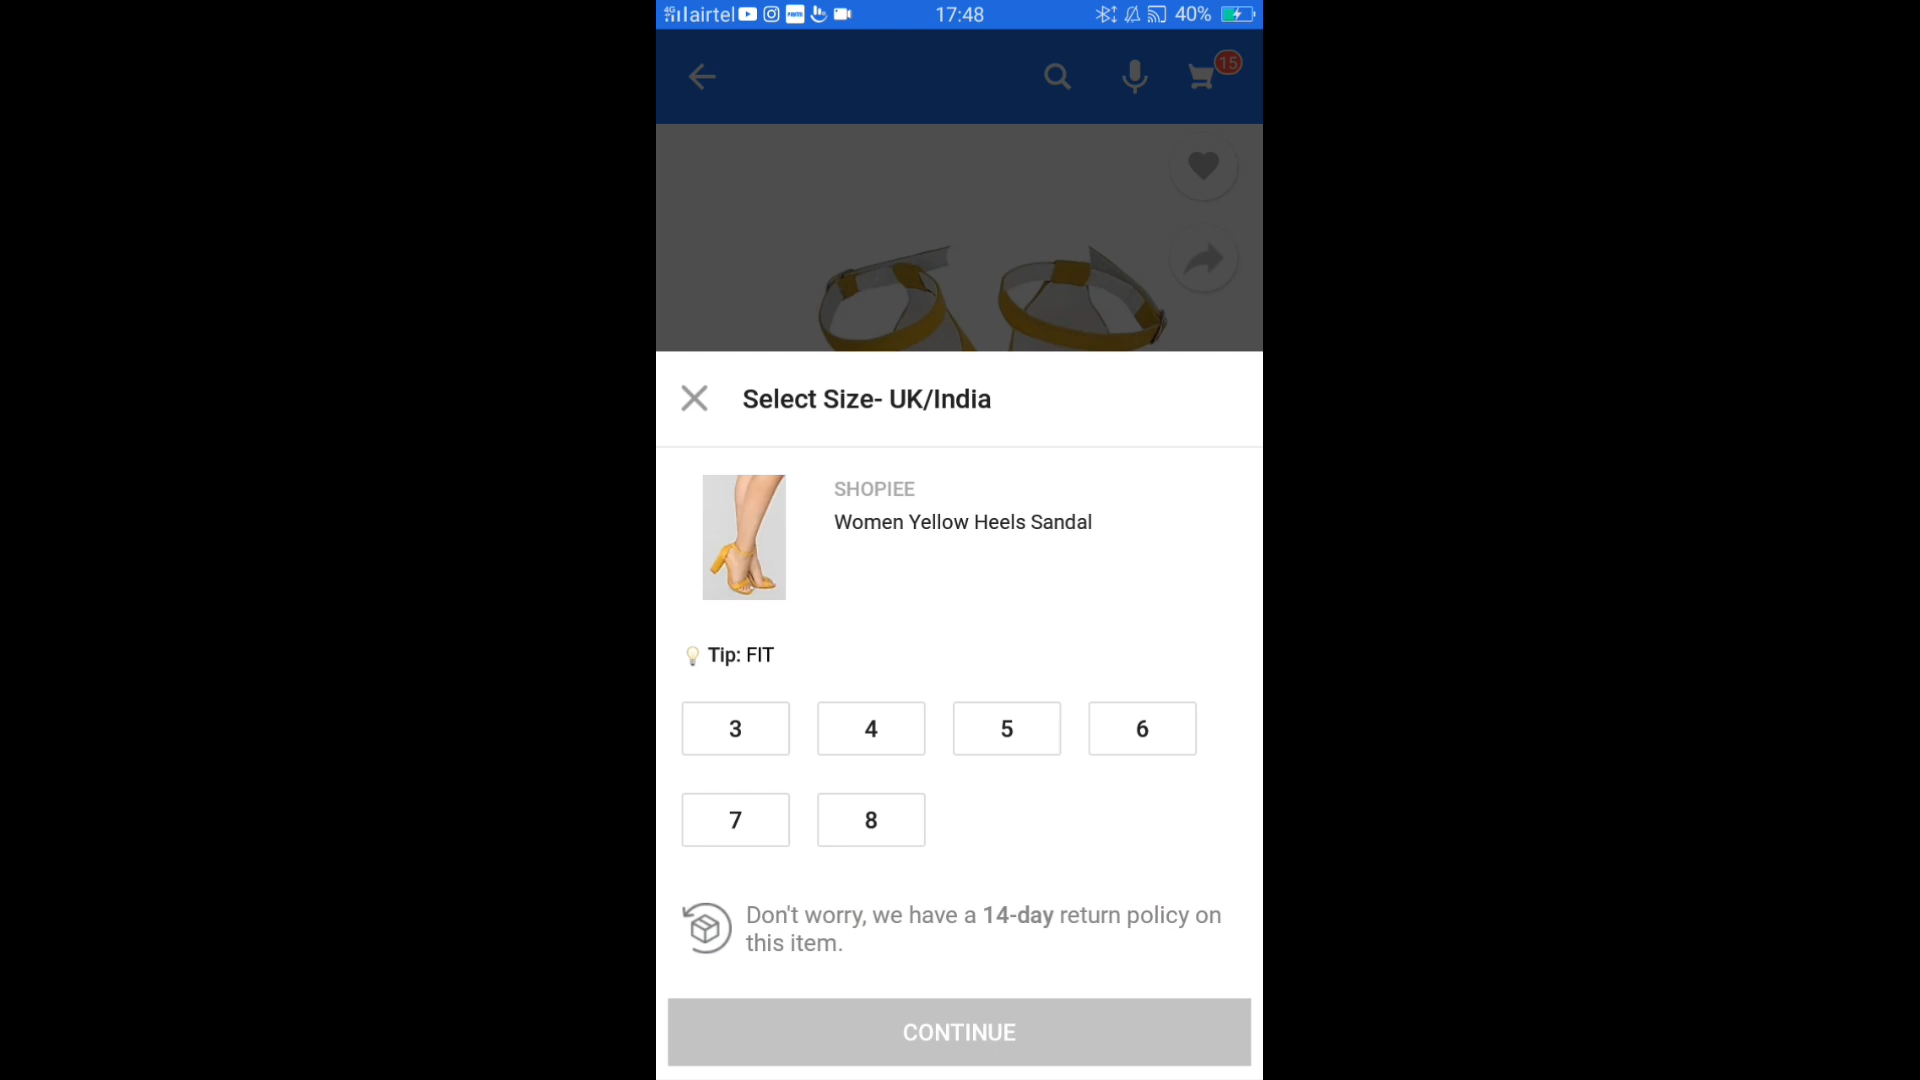 4G airtel 17:48 40%
15
Select Size- UK/India
SHOPIEE
Women Yellow Heels Sandal
Tip: FIT
3 4 5 6
7 8
Don't worry, we have a 14-day return policy on
this item.
CONTINUE